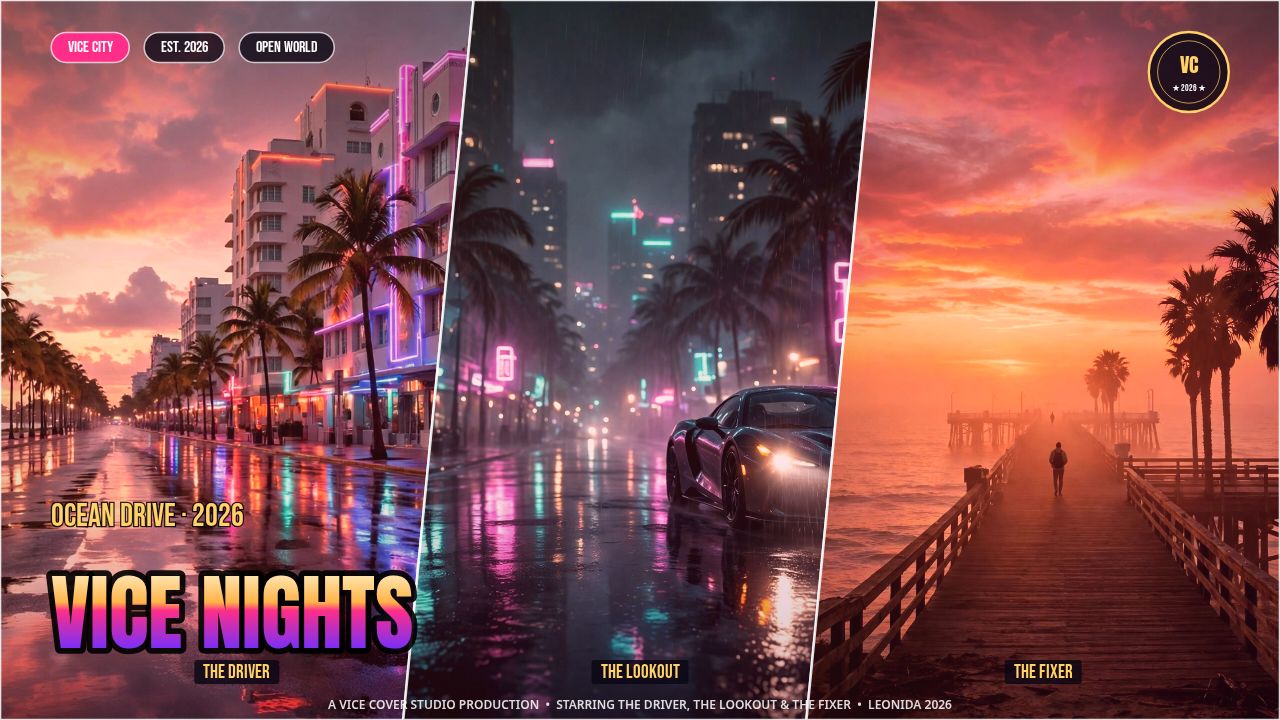 VICE CITY
EST. 2026
OPEN WORLD
VC
★ 2026 ★
OCEAN DRIVE · 2026
VICE NIGHTS
THE DRIVER
THE LOOKOUT
THE FIXER
A VICE COVER STUDIO PRODUCTION • STARRING THE DRIVER, THE LOOKOUT & THE FIXER • LEONIDA 2026